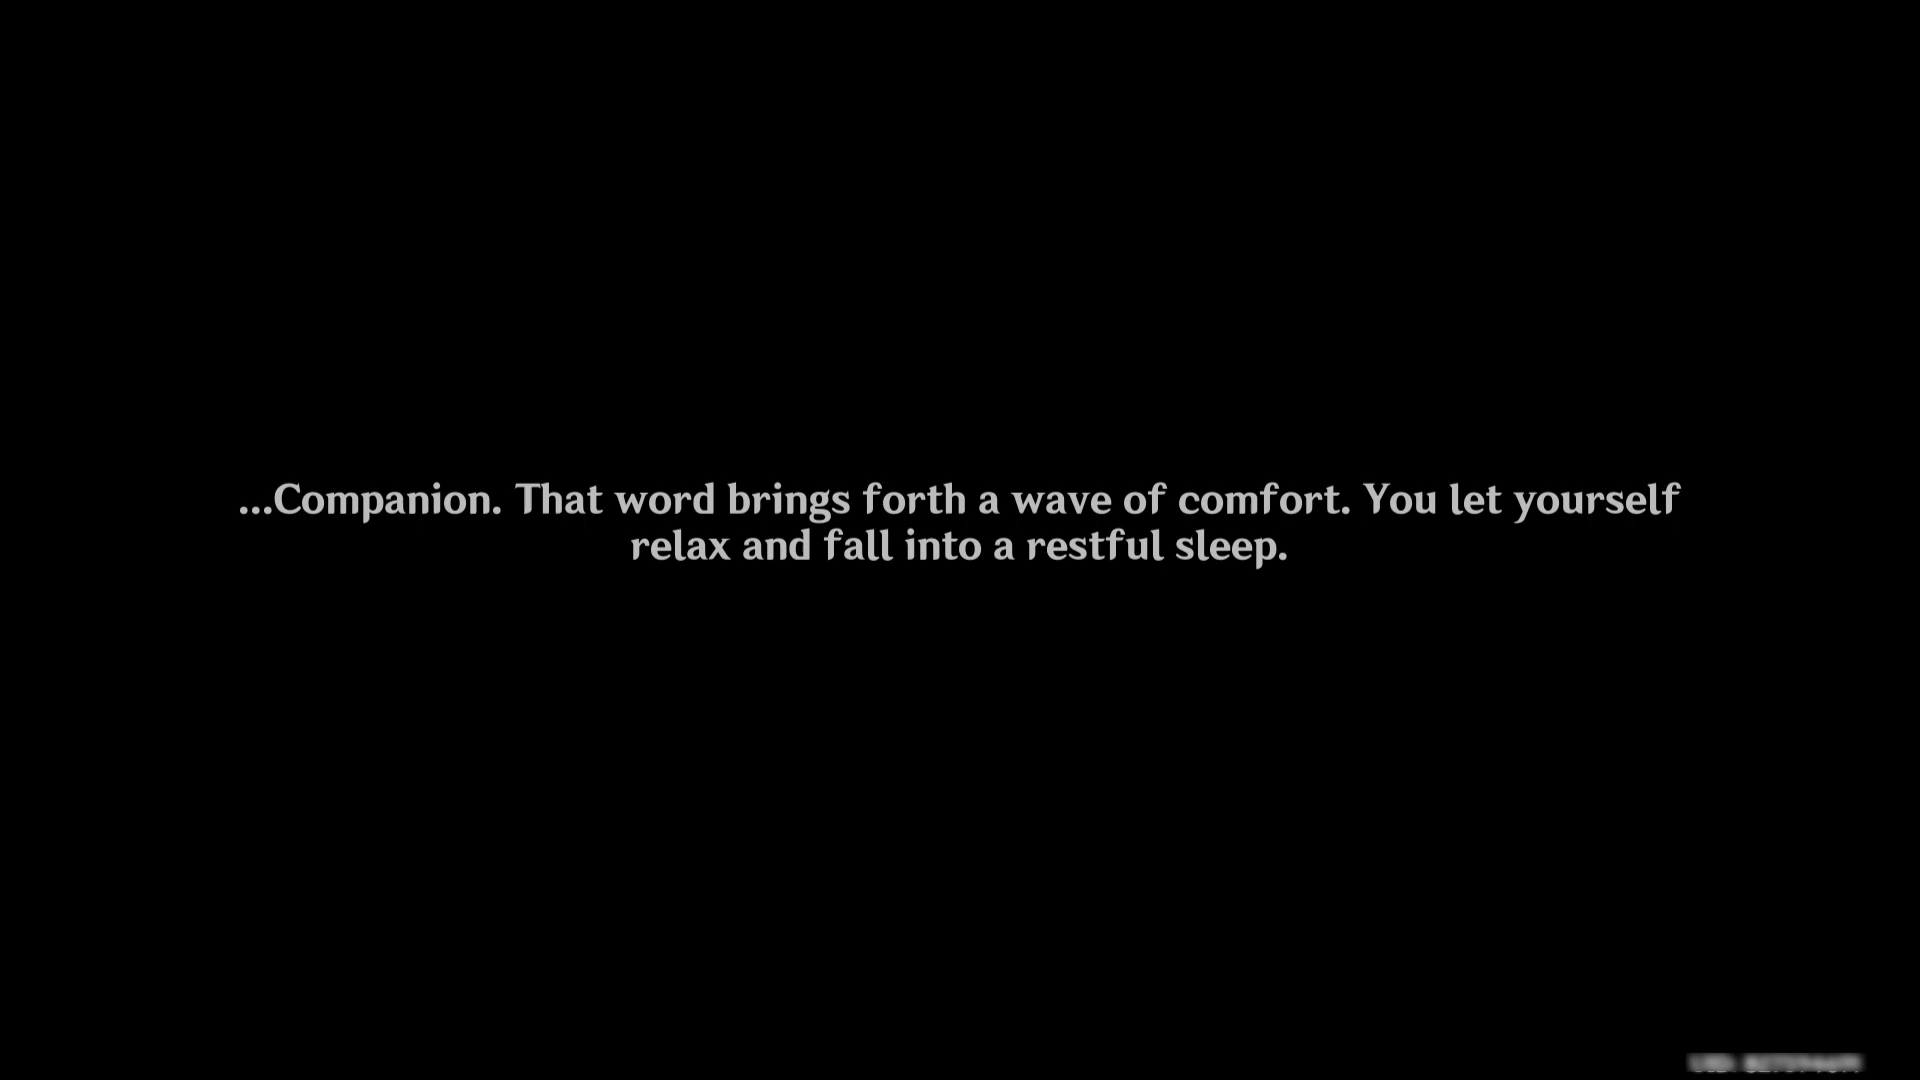 ...Companion. That word brings forth a wave of comfort. You let yourself
relax and fall into a restful sleep.